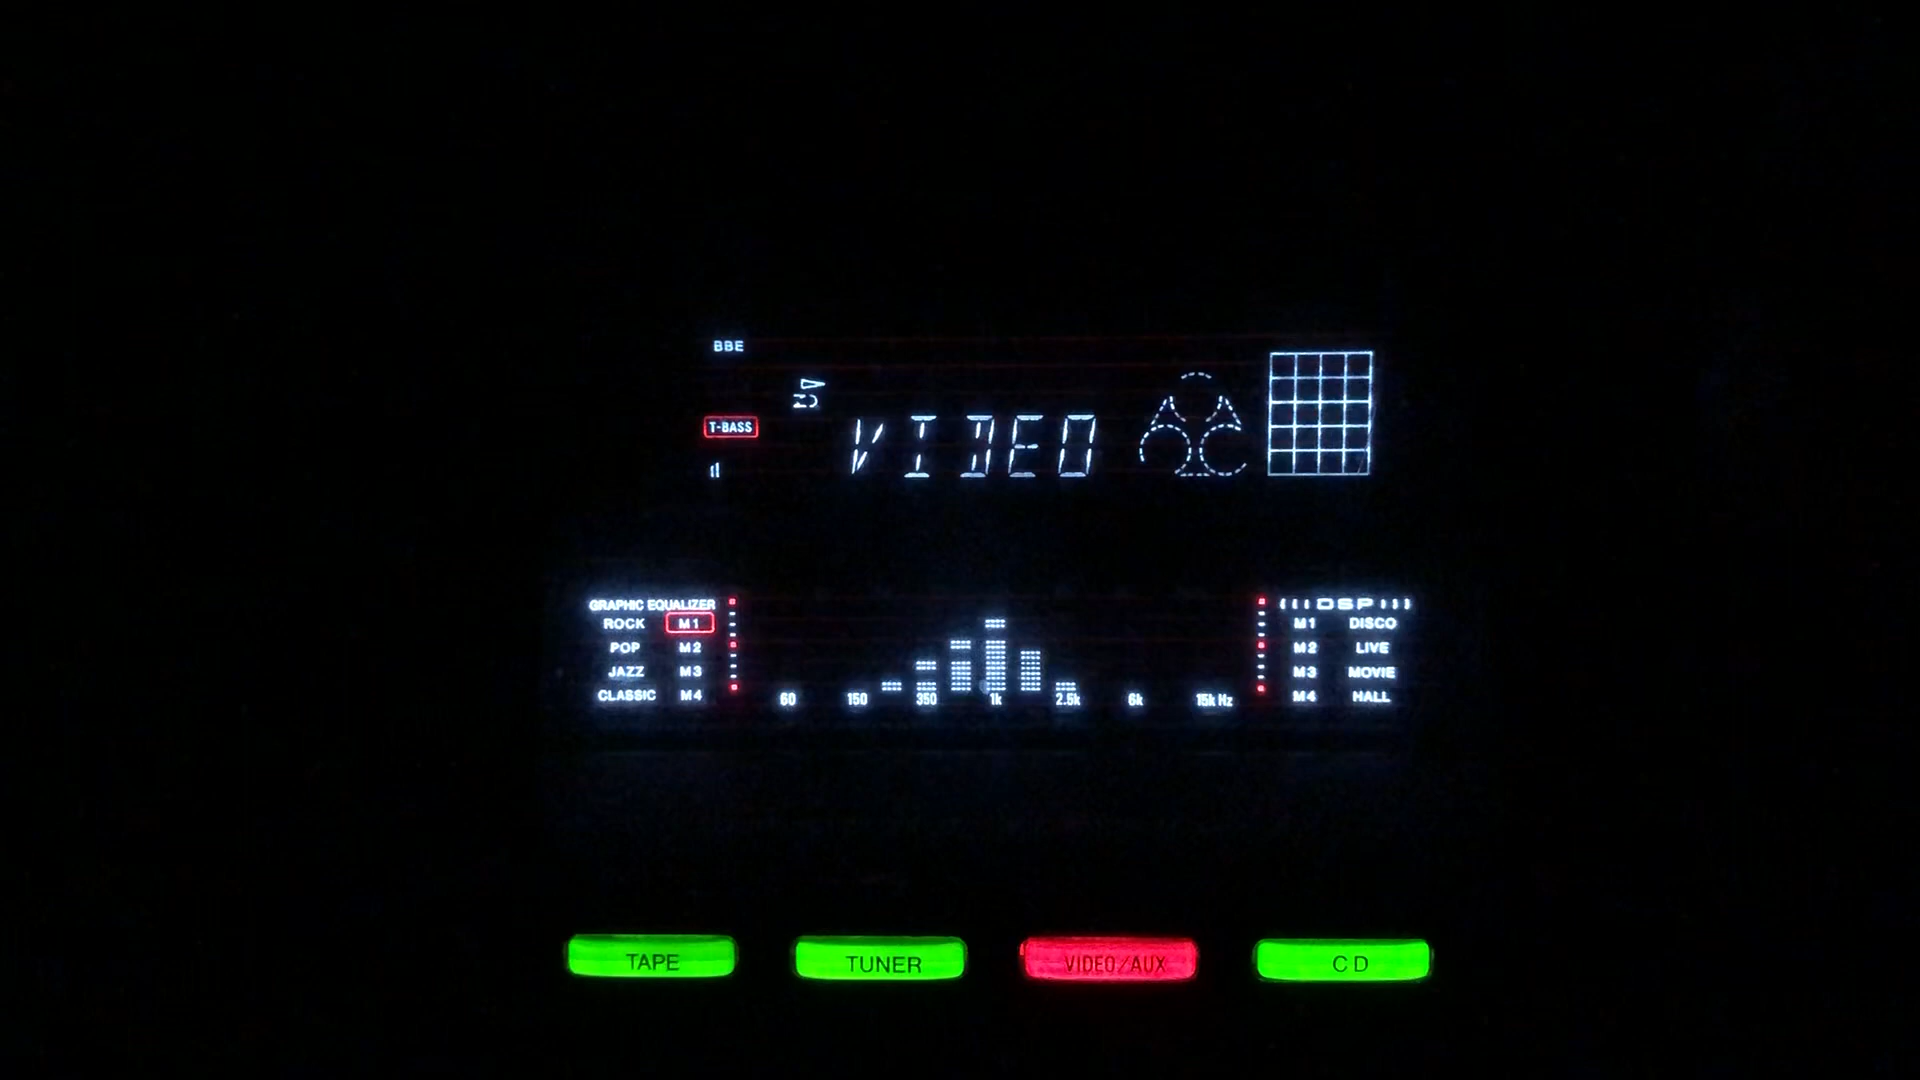 BBE
T-BASS
VIDEO
GRAPHIC EQUALIZER
ROCK M1
POP M2
JAZZ M3
CLASSIC M4
60 150 350 1k 2.5k 6k 15k Hz
DSP
M1 DISCO
M2 LIVE
M3 MOVIE
M4 HALL
TAPE TUNER VIDEO/AUX CD